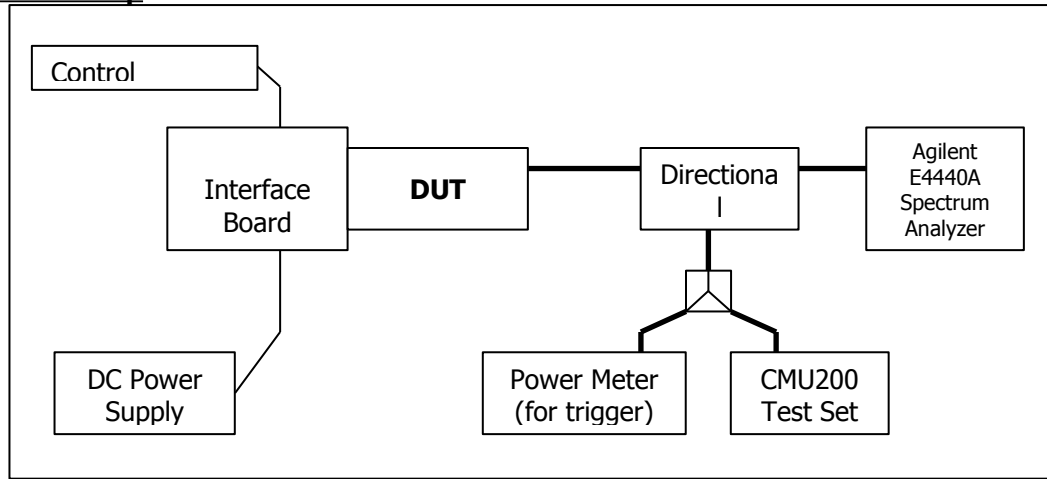 Control
Interface
Board
DUT
Directiona
l
Agilent
E4440A
Spectrum
Analyzer
DC Power
Supply
Power Meter
(for trigger)
CMU200
Test Set